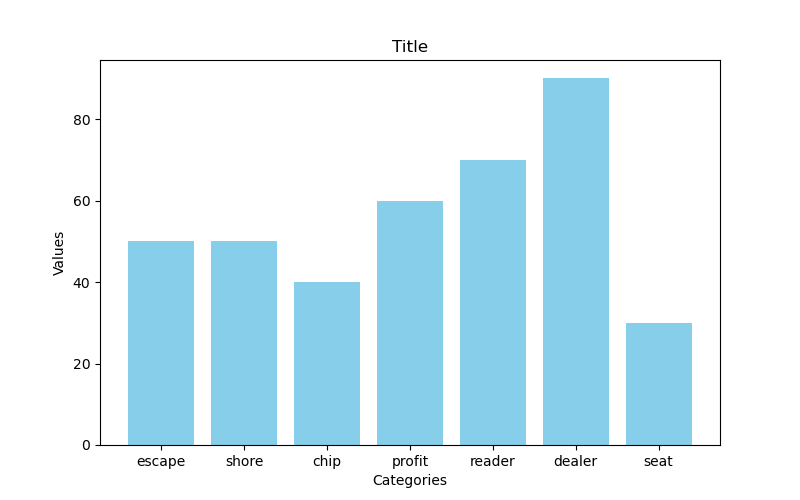 Title
Values
80
60
40
20
0
escape shore chip profit reader dealer seat
Categories